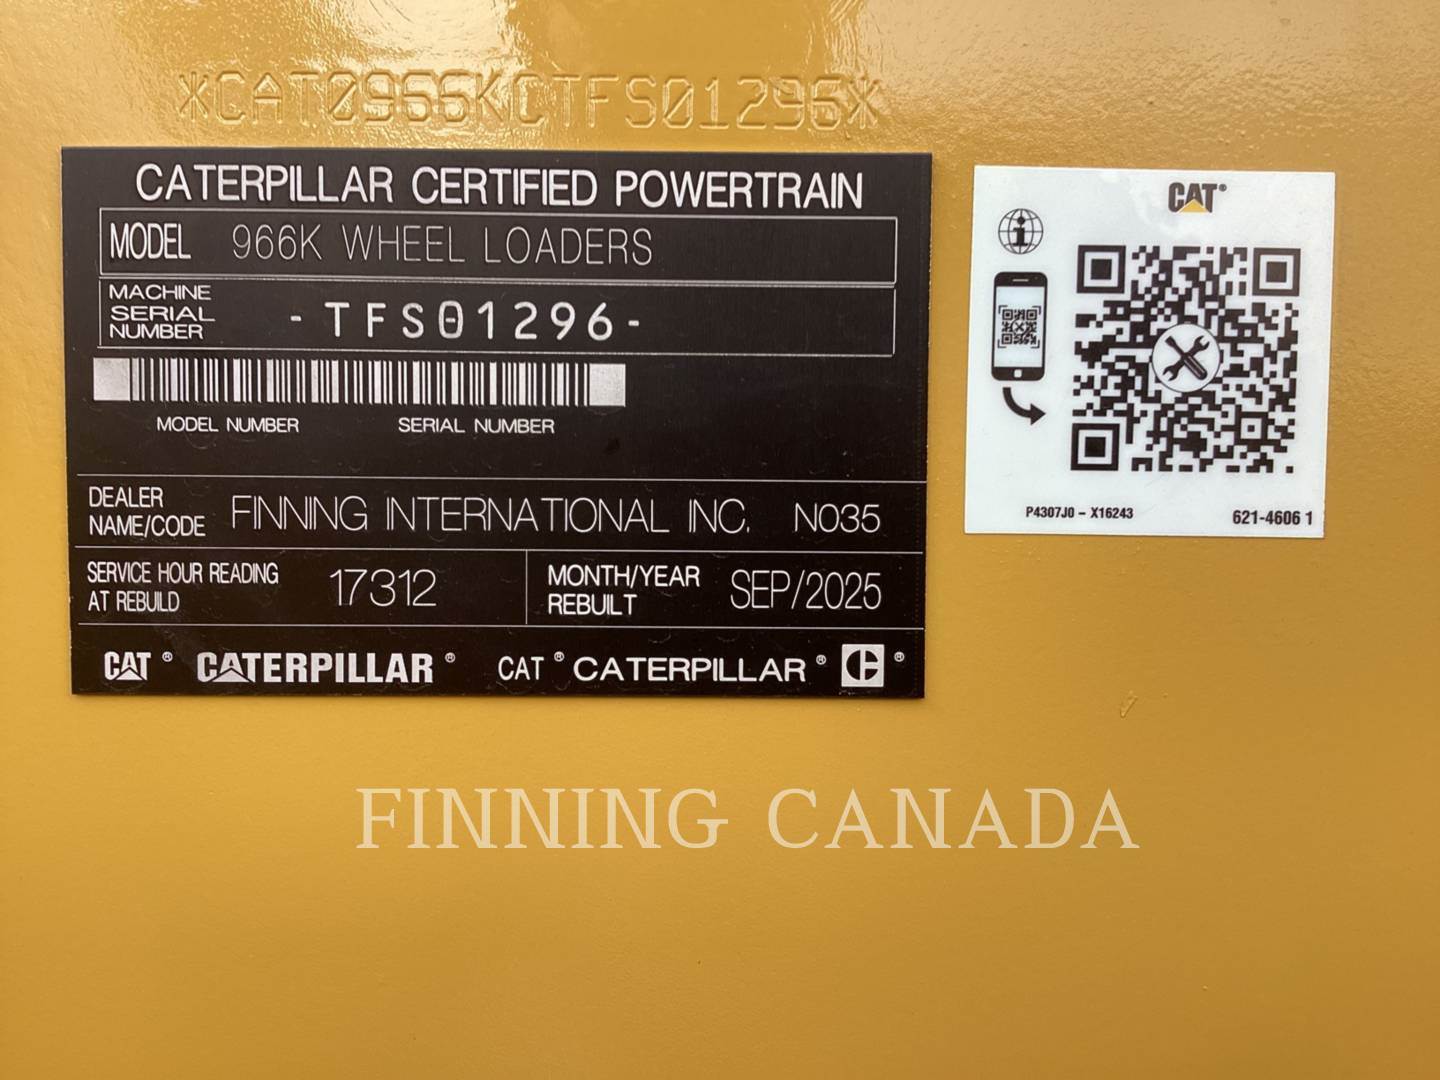 *CAT0966KCTFS01296*
CATERPILLAR CERTIFIED POWERTRAIN
MODEL 966K WHEEL LOADERS
MACHINE
SERIAL
NUMBER
-TFS01296-
MODEL NUMBER SERIAL NUMBER
DEALER
NAME/CODE
FINNING INTERNATIONAL INC. N035
SERVICE HOUR READING
AT REBUILD
17312
MONTH/YEAR
REBUILT
SEP/2025
CAT® CATERPILLAR® CAT® CATERPILLAR® C®
CAT®
i
P4307J0 - X16243
621-4606 1
FINNING CANADA